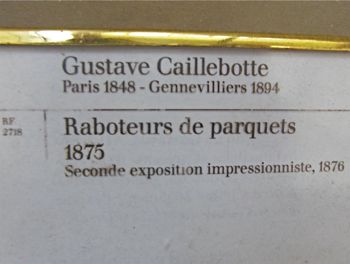 Gustave Caillebotte
Paris 1848 - Gennevilliers 1894
RF
2718
Raboteurs de parquets
1875
Seconde exposition impressionniste, 1876